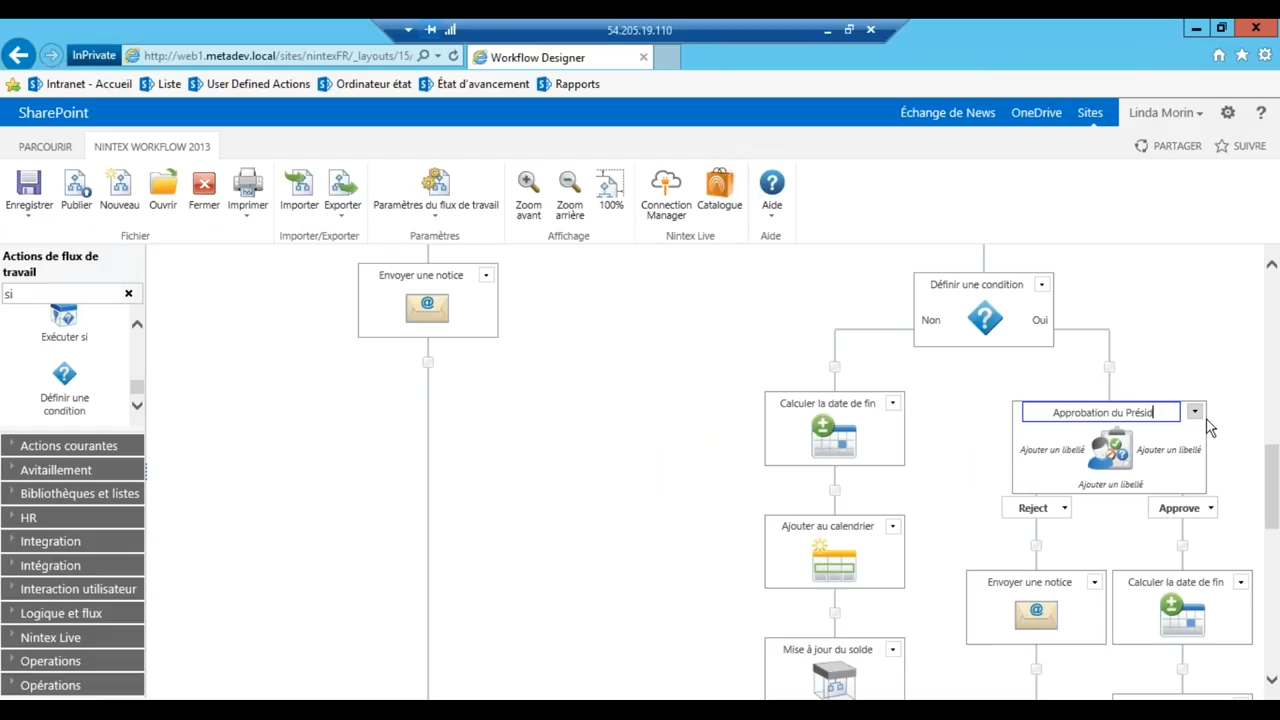 54.205.19.110
InPrivate
http://web1.metadev.local/sites/nintexFR/_layouts/15/
Workflow Designer
Intranet - Accueil
Liste
User Defined Actions
Ordinateur état
État d'avancement
Rapports
SharePoint
Échange de News
OneDrive
Sites
Linda Morin
?
PARCOURIR
NINTEX WORKFLOW 2013
PARTAGER
SUIVRE
Enregistrer
Publier
Nouveau
Ouvrir
Fermer
Imprimer
Importer
Exporter
Paramètres du flux de travail
Zoom avant
Zoom arrière
100%
Connection Manager
Catalogue
Aide
Fichier
Importer/Exporter
Paramètres
Affichage
Nintex Live
Aide
Actions de flux de
travail
si
Exécuter si
Définir une
condition
Actions courantes
Avitaillement
Bibliothèques et listes
HR
Integration
Intégration
Interaction utilisateur
Logique et flux
Nintex Live
Operations
Opérations
Envoyer une notice
Définir une condition
Non
Oui
Calculer la date de fin
Approbation du Présid
Ajouter un libellé
Ajouter un libellé
Ajouter un libellé
Reject
Approve
Ajouter au calendrier
Envoyer une notice
Calculer la date de fin
Mise à jour du solde